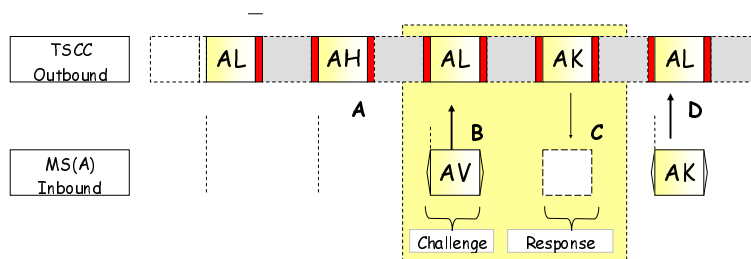 TSCC
Outbound
AL
AH
AL
AK
AL
A
B
C
D
MS(A)
Inbound
AV
AK
Challenge
Response